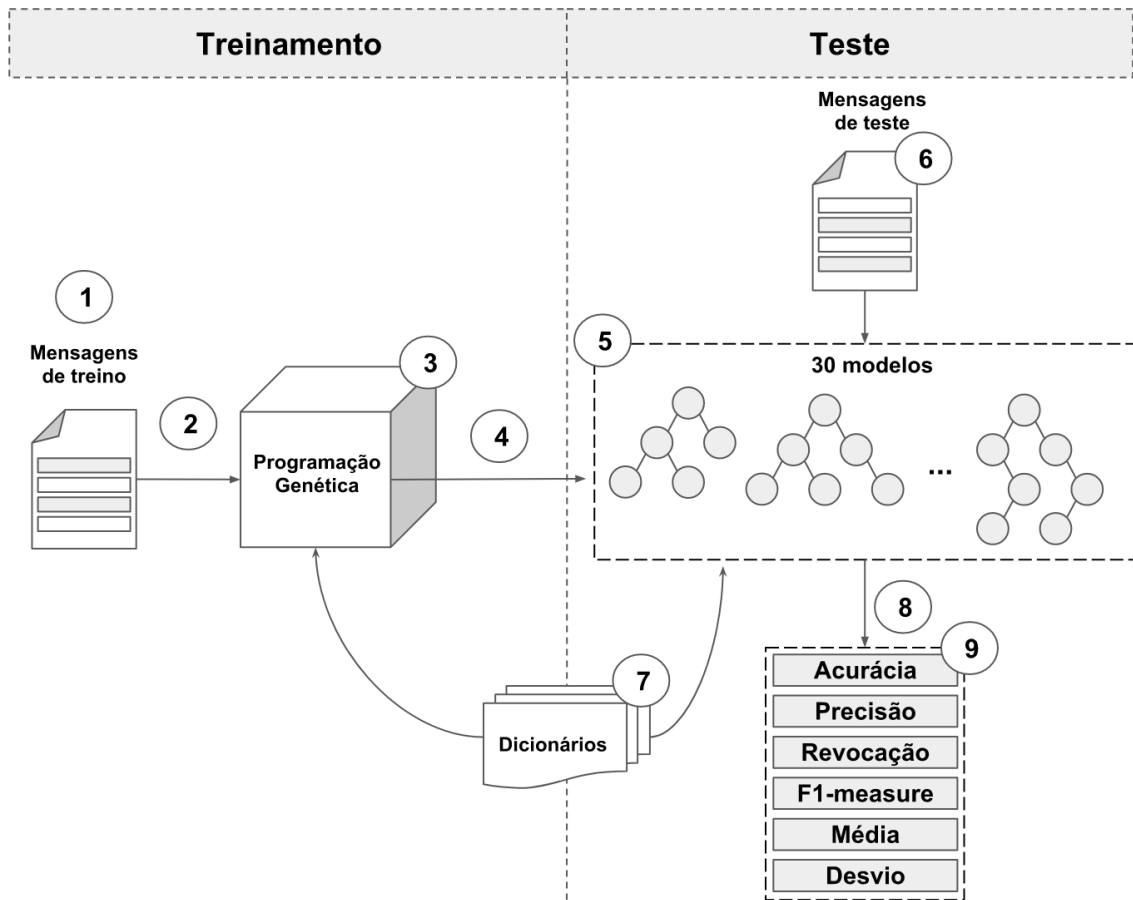 Treinamento
Teste
Mensagens
de teste
6
1
Mensagens
de treino
2
3
Programação
Genética
4
5
30 modelos
...
7
Dicionários
8
9
Acurácia
Precisão
Revocação
F1-measure
Média
Desvio